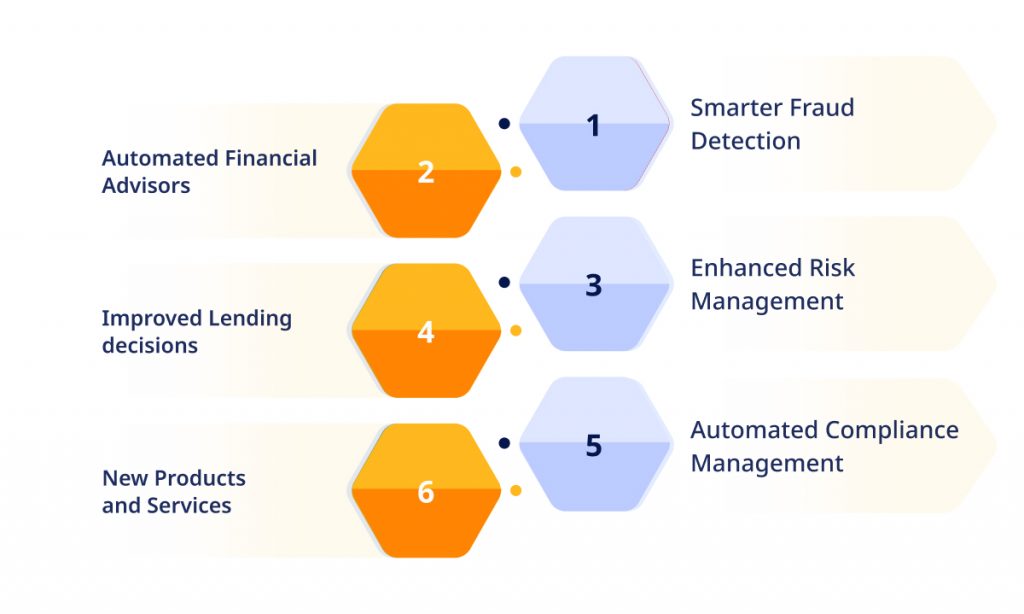 1
Smarter Fraud
Detection
2
Automated Financial
Advisors
3
Enhanced Risk
Management
4
Improved Lending
decisions
5
Automated Compliance
Management
6
New Products
and Services